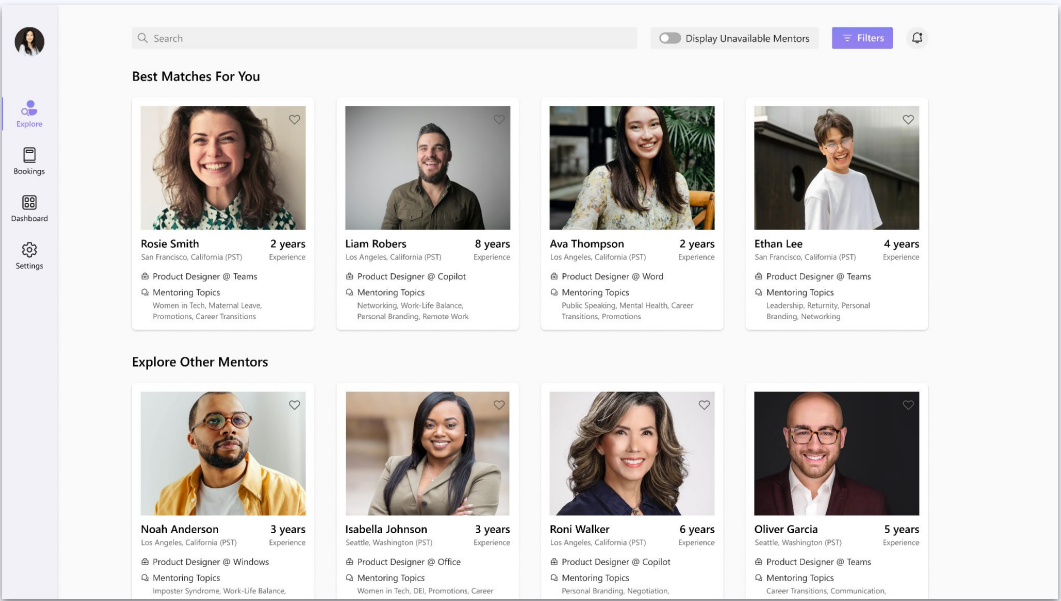 Search
Display Unavailable Mentors
Filters
Explore
Bookings
Dashboard
Settings
Best Matches For You
Rosie Smith 2 years
San Francisco, California (PST) Experience
Product Designer @ Teams
Mentoring Topics
Women in Tech, Maternal Leave,
Promotions, Career Transitions
Liam Robers 8 years
Los Angeles, California (PST) Experience
Product Designer @ Copilot
Mentoring Topics
Networking, Work-Life Balance,
Personal Branding, Remote Work
Ava Thompson 2 years
Los Angeles, California (PST) Experience
Product Designer @ Word
Mentoring Topics
Public Speaking, Mental Health, Career
Transitions, Promotions
Ethan Lee 4 years
San Francisco, California (PST) Experience
Product Designer @ Teams
Mentoring Topics
Leadership, Returnity, Personal
Branding, Networking
Explore Other Mentors
Noah Anderson 3 years
Los Angeles, California (PST) Experience
Product Designer @ Windows
Mentoring Topics
Imposter Syndrome, Work-Life Balance,
Isabella Johnson 3 years
Seattle, Washington (PST) Experience
Product Designer @ Office
Mentoring Topics
Women in Tech, DEI, Promotions, Career
Roni Walker 6 years
Los Angeles, California (PST) Experience
Product Designer @ Copilot
Mentoring Topics
Personal Branding, Negotiation,
Oliver Garcia 5 years
Seattle, Washington (PST) Experience
Product Designer @ Teams
Mentoring Topics
Career Transitions, Communication,